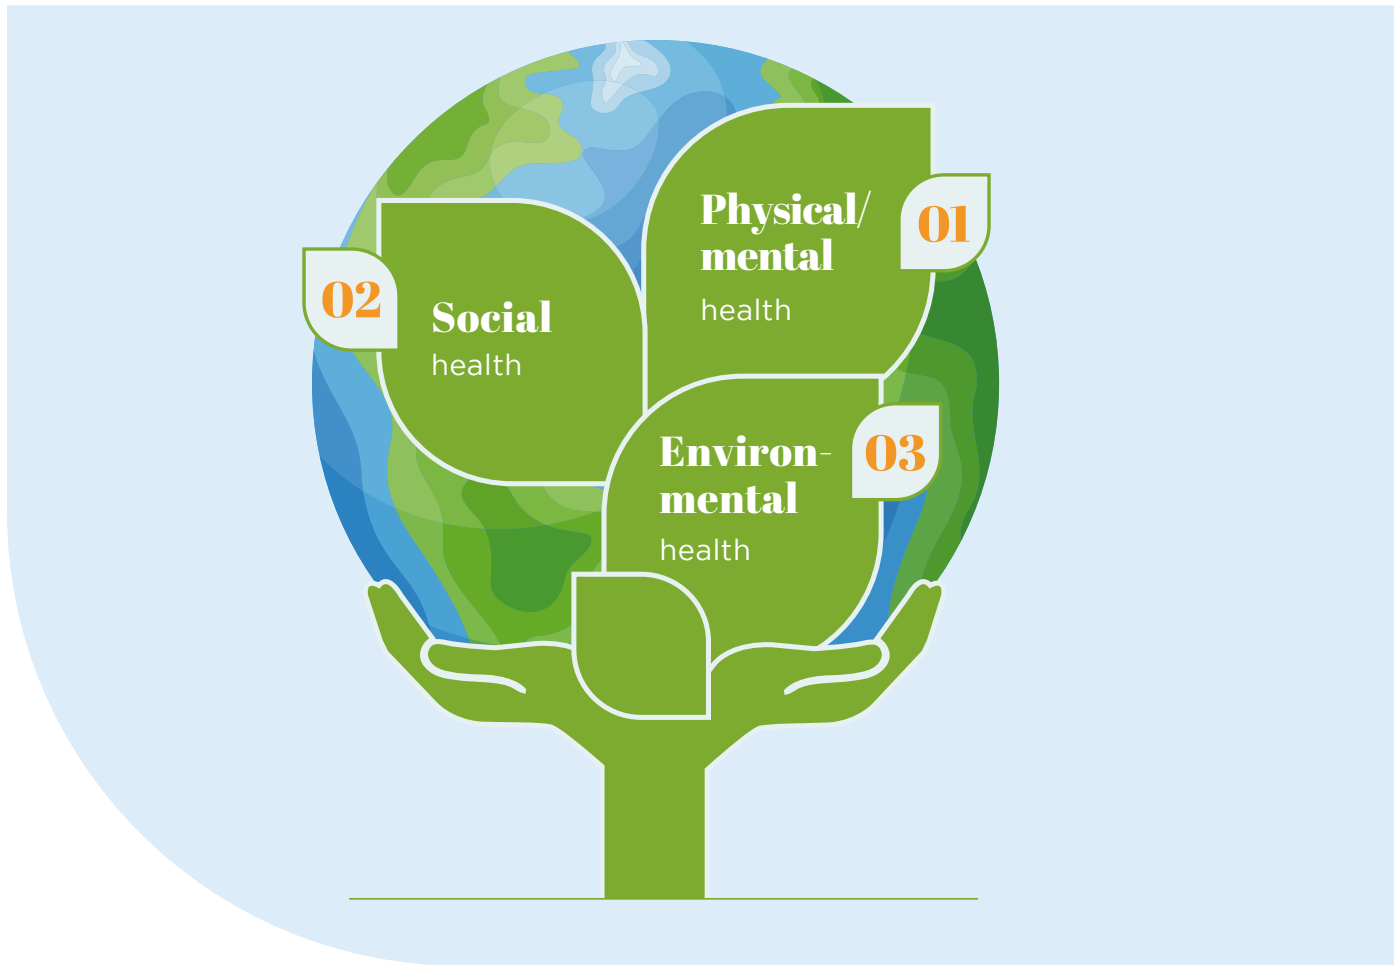 01
Physical/
mental
health
02
Social
health
03
Environ-
mental
health